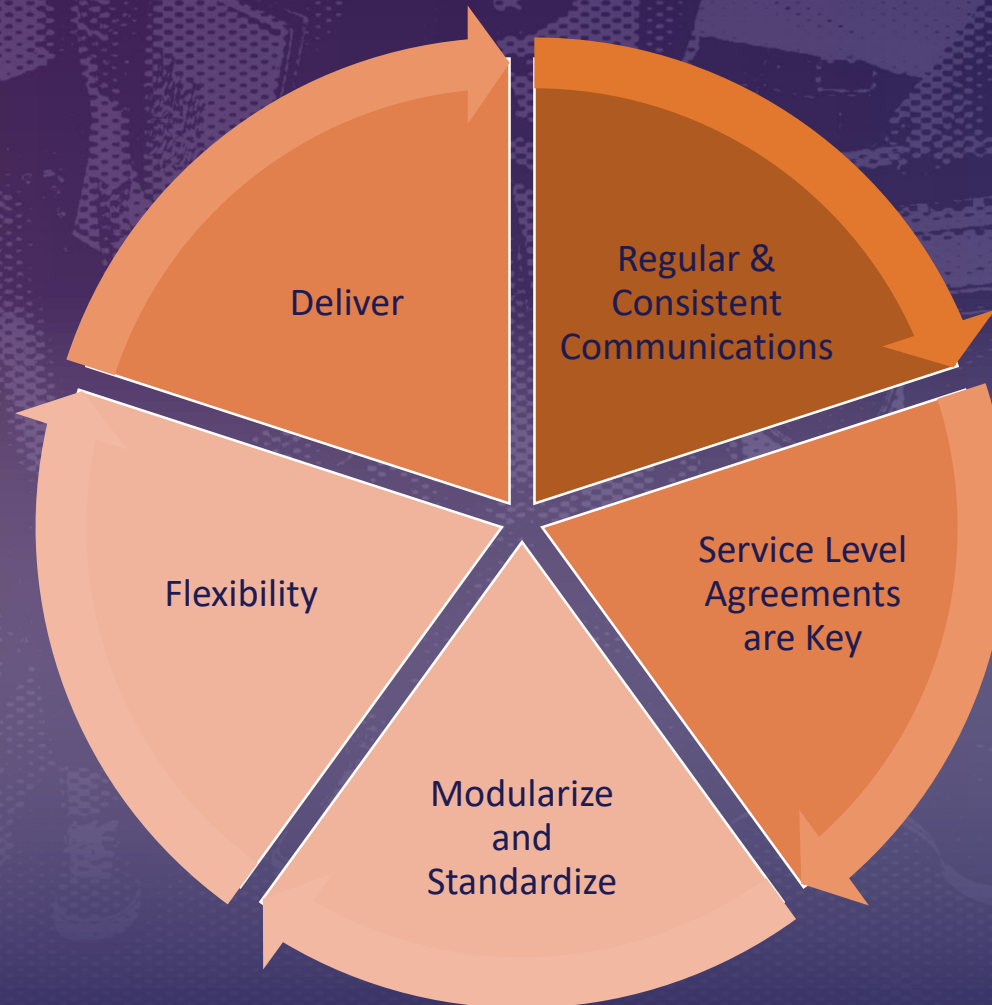 Regular &
Consistent
Communications
Service Level
Agreements
are Key
Modularize
and
Standardize
Flexibility
Deliver